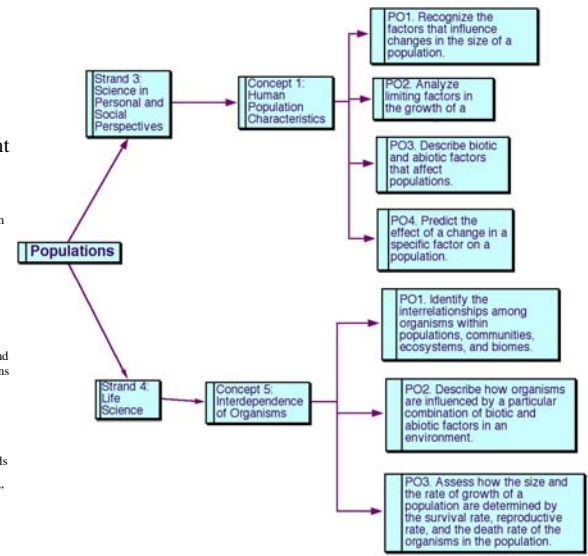 Populations
Strand 3:
Science in
Personal and
Social
Perspectives
Concept 1:
Human
Population
Characteristics
PO1. Recognize the
factors that influence
changes in the size of a
population.
PO2. Analyze
limiting factors in
the growth of a
PO3. Describe biotic
and abiotic factors
that affect
populations.
PO4. Predict the
effect of a change in a
specific factor on a
population.
Strand 4:
Life
Science
Concept 5:
Interdependence
of Organisms
PO1. Identify the
interrelationships among
organisms within
populations, communities,
ecosystems, and biomes.
PO2. Describe how organisms
are influenced by a particular
combination of biotic and
abiotic factors in an
environment.
PO3. Assess how the size and
the rate of growth of a
population are determined by
the survival rate, reproductive
rate, and the death rate of the
organisms in the population.